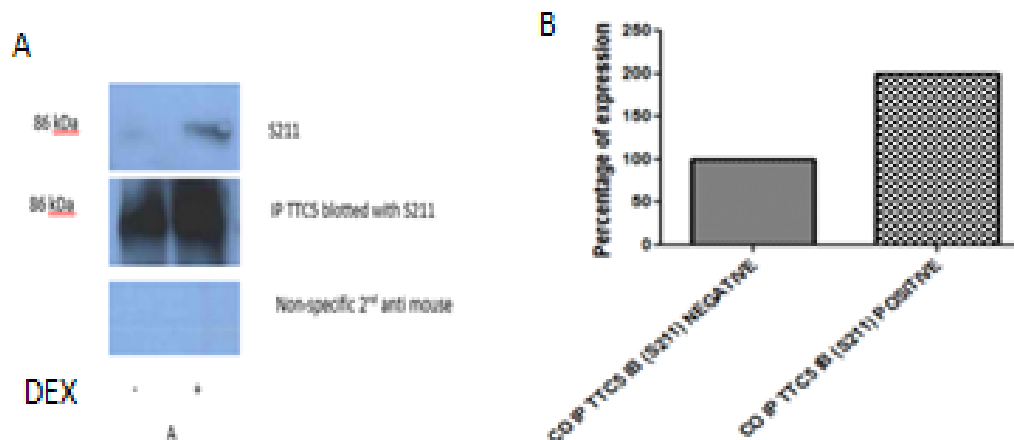 A
86 kDa
S211
86 kDa
IP TTC5 blotted with S211
Non-specific 2nd anti mouse
DEX - +
A
B
Percentage of expression
250
200
150
100
50
0
CO IP TTC5 IB (S211) NEGATIVE
CO IP TTC5 IB (S211) POSITIVE